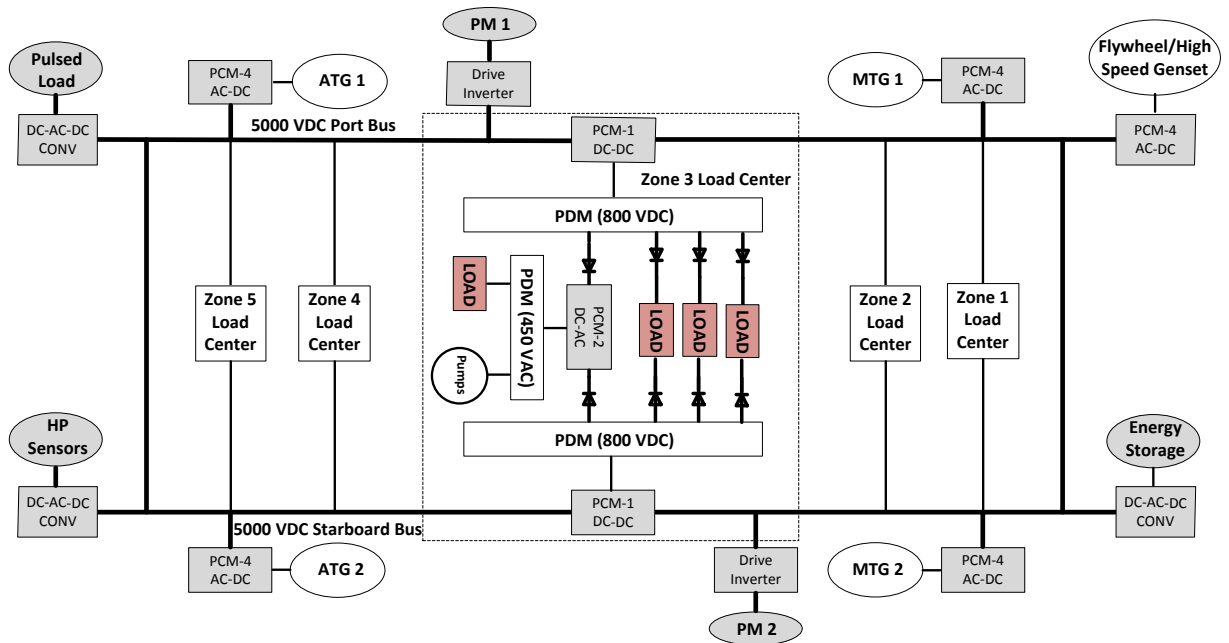 PM 1
Pulsed
Load
PCM-4
AC-DC
ATG 1
Drive
Inverter
MTG 1
PCM-4
AC-DC
Flywheel/High
Speed Genset
DC-AC-DC
CONV
5000 VDC Port Bus
PCM-1
DC-DC
PCM-4
AC-DC
Zone 3 Load Center
PDM (800 VDC)
LOAD
PDM (450 VAC)
PCM-2
DC-AC
LOAD
LOAD
LOAD
Pumps
Zone 5
Load
Center
Zone 4
Load
Center
Zone 2
Load
Center
Zone 1
Load
Center
PDM (800 VDC)
HP
Sensors
Energy
Storage
DC-AC-DC
CONV
PCM-1
DC-DC
DC-AC-DC
CONV
5000 VDC Starboard Bus
PCM-4
AC-DC
ATG 2
Drive
Inverter
MTG 2
PCM-4
AC-DC
PM 2